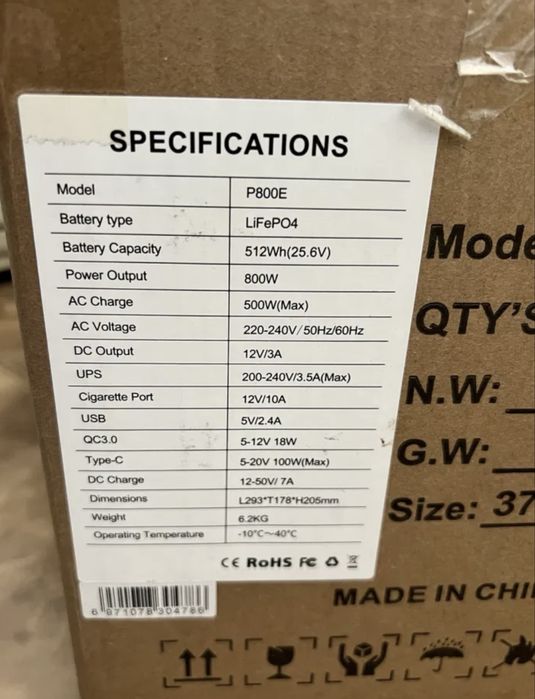 SPECIFICATIONS
Model P800E
Battery type LiFePO4
Battery Capacity 512Wh(25.6V)
Power Output 800W
AC Charge 500W(Max)
AC Voltage 220-240V/50Hz/60Hz
DC Output 12V/3A
UPS 200-240V/3.5A(Max)
Cigarette Port 12V/10A
USB 5V/2.4A
QC3.0 5-12V 18W
Type-C 5-20V 100W(Max)
DC Charge 12-50V/ 7A
Dimensions L293*T178*H205mm
Weight 6.2KG
Operating Temperature -10°C~40°C
CE RoHS FC
6 971078 304786
Mode
QTY'S
N.W:
G.W:
Size: 37
MADE IN CHI